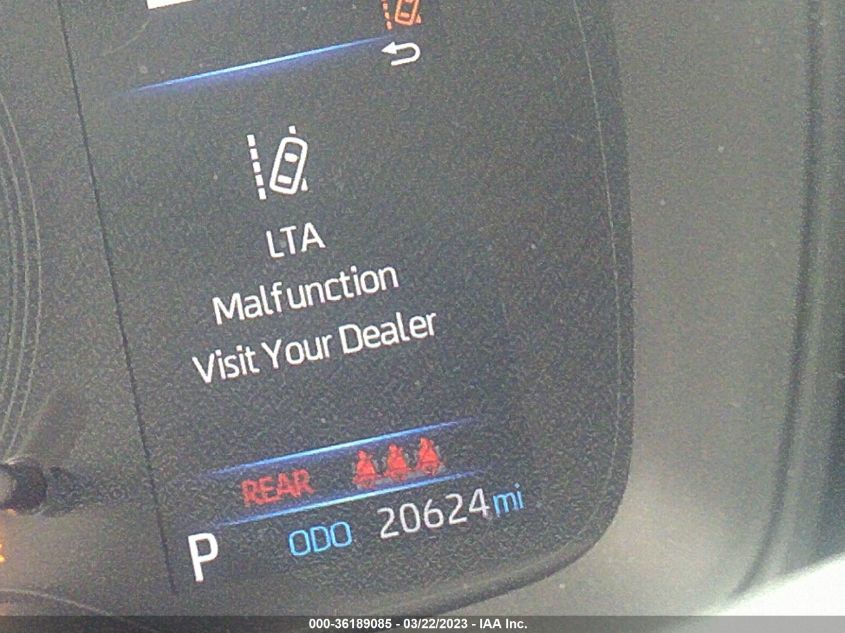 LTA
Malfunction
Visit Your Dealer
REAR
P ODO 20624 mi
000-36189085 - 03/22/2023 - IAA Inc.